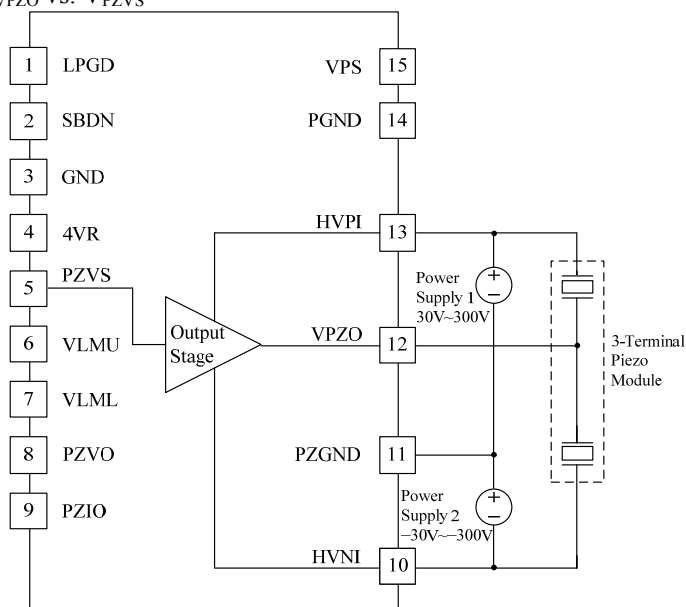 VPZO vs. VPZVS
1 LPGD
2 SBDN
3 GND
4 4VR
5 PZVS
6 VLMU
7 VLML
8 PZVO
9 PZIO
VPS 15
PGND 14
HVPI 13
VPZO 12
PZGND 11
HVNI 10
Output
Stage
Power
Supply 1
30V~300V
+
−
Power
Supply 2
−30V~−300V
+
−
3-Terminal
Piezo
Module